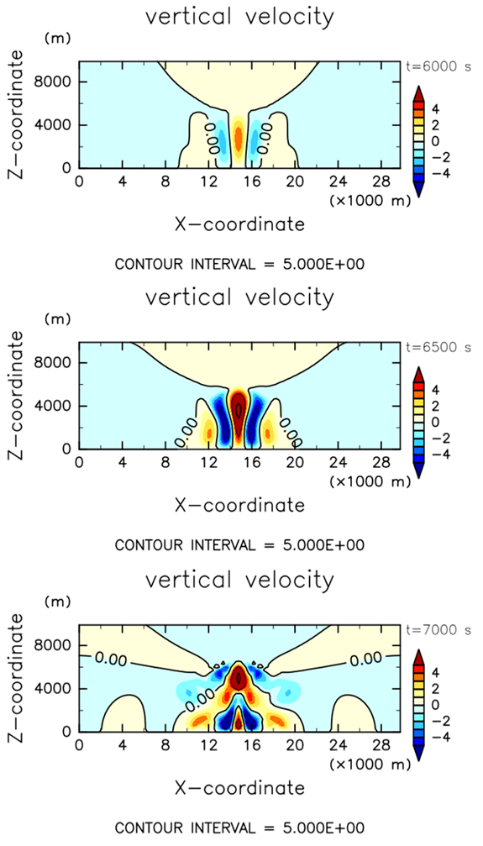 vertical velocity
(m)
t=6000 s
Z-coordinate
8000
4000
0
0.00
0.00
4
2
0
-2
-4
0 4 8 12 16 20 24 28
(×1000 m)
X-coordinate
CONTOUR INTERVAL = 5.000E+00
vertical velocity
(m)
t=6500 s
Z-coordinate
8000
4000
0
0.00
0.00
4
2
0
-2
-4
0 4 8 12 16 20 24 28
(×1000 m)
X-coordinate
CONTOUR INTERVAL = 5.000E+00
vertical velocity
(m)
t=7000 s
Z-coordinate
8000
4000
0
0.00
0.00
0.00
4
2
0
-2
-4
0 4 8 12 16 20 24 28
(×1000 m)
X-coordinate
CONTOUR INTERVAL = 5.000E+00